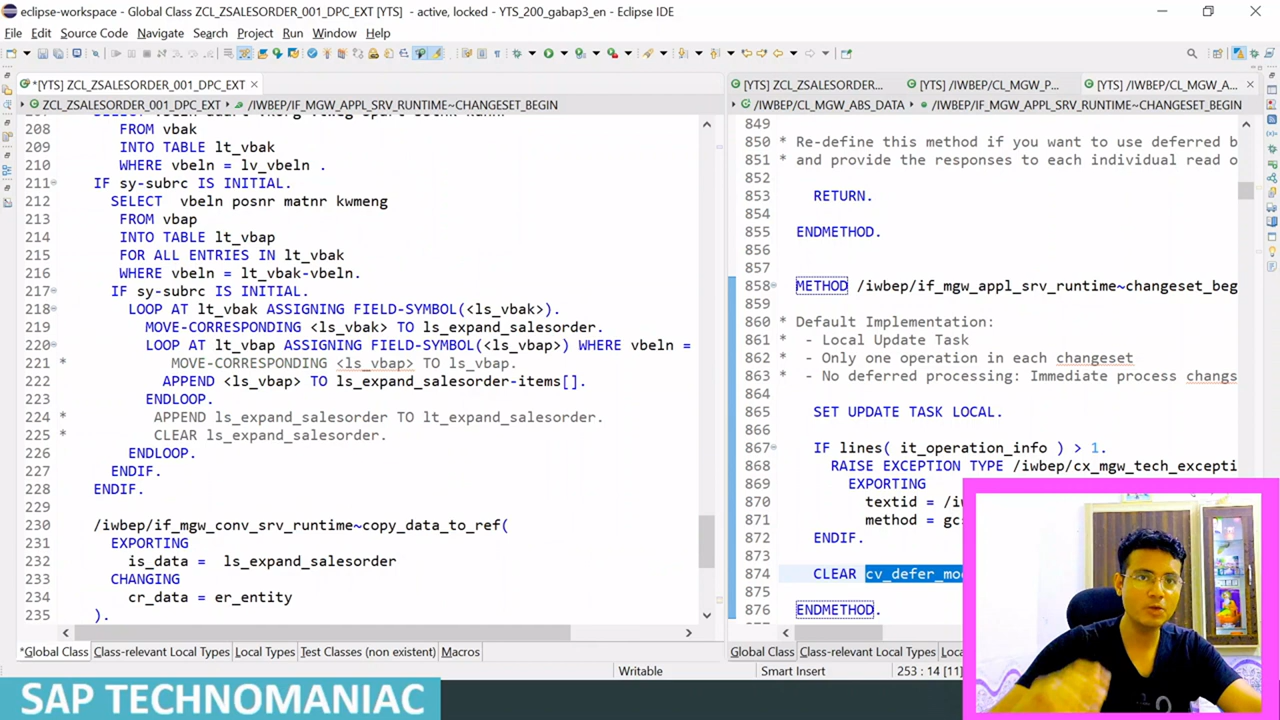 eclipse-workspace - Global Class ZCL_ZSALESORDER_001_DPC_EXT [YTS] - active, locked - YTS_200_gabap3_en - Eclipse IDE
File Edit Source Code Navigate Search Project Run Window Help
*[YTS] ZCL_ZSALESORDER_001_DPC_EXT
ZCL_ZSALESORDER_001_DPC_EXT /IWBEP/IF_MGW_APPL_SRV_RUNTIME~CHANGESET_BEGIN
208 FROM vbak
209 INTO TABLE lt_vbak
210 WHERE vbeln = lv_vbeln .
211 IF sy-subrc IS INITIAL.
212 SELECT vbeln posnr matnr kwmeng
213 FROM vbap
214 INTO TABLE lt_vbap
215 FOR ALL ENTRIES IN lt_vbak
216 WHERE vbeln = lt_vbak-vbeln.
217 IF sy-subrc IS INITIAL.
218 LOOP AT lt_vbak ASSIGNING FIELD-SYMBOL(<ls_vbak>).
219 MOVE-CORRESPONDING <ls_vbak> TO ls_expand_salesorder.
220 LOOP AT lt_vbap ASSIGNING FIELD-SYMBOL(<ls_vbap>) WHERE vbeln =
221 * MOVE-CORRESPONDING <ls_vbap> TO ls_vbap.
222 APPEND <ls_vbap> TO ls_expand_salesorder-items[].
223 ENDLOOP.
224 * APPEND ls_expand_salesorder TO lt_expand_salesorder.
225 * CLEAR ls_expand_salesorder.
226 ENDLOOP.
227 ENDIF.
228 ENDIF.
229
230 /iwbep/if_mgw_conv_srv_runtime~copy_data_to_ref(
231 EXPORTING
232 is_data = ls_expand_salesorder
233 CHANGING
234 cr_data = er_entity
235 ).
*Global Class Class-relevant Local Types Local Types Test Classes (non existent) Macros
[YTS] ZCL_ZSALESORDER... [YTS] /IWBEP/CL_MGW_P... [YTS] /IWBEP/CL_MGW_A...
/IWBEP/CL_MGW_ABS_DATA /IWBEP/IF_MGW_APPL_SRV_RUNTIME~CHANGESET_BEGIN
849
850 * Re-define this method if you want to use deferred b
851 * and provide the responses to each individual read o
852
853 RETURN.
854
855 ENDMETHOD.
856
857
858 METHOD /iwbep/if_mgw_appl_srv_runtime~changeset_beg
859
860 * Default Implementation:
861 * - Local Update Task
862 * - Only one operation in each changeset
863 * - No deferred processing: Immediate process changs
864
865 SET UPDATE TASK LOCAL.
866
867 IF lines( it_operation_info ) > 1.
868 RAISE EXCEPTION TYPE /iwbep/cx_mgw_tech_excepti
869 EXPORTING
870 textid = /i
871 method = gc
872 ENDIF.
873
874 CLEAR cv_defer_mo
875
876 ENDMETHOD.
Global Class Class-relevant Local Types
Writable Smart Insert 253 : 14 [11]
SAP TECHNOMANIAC